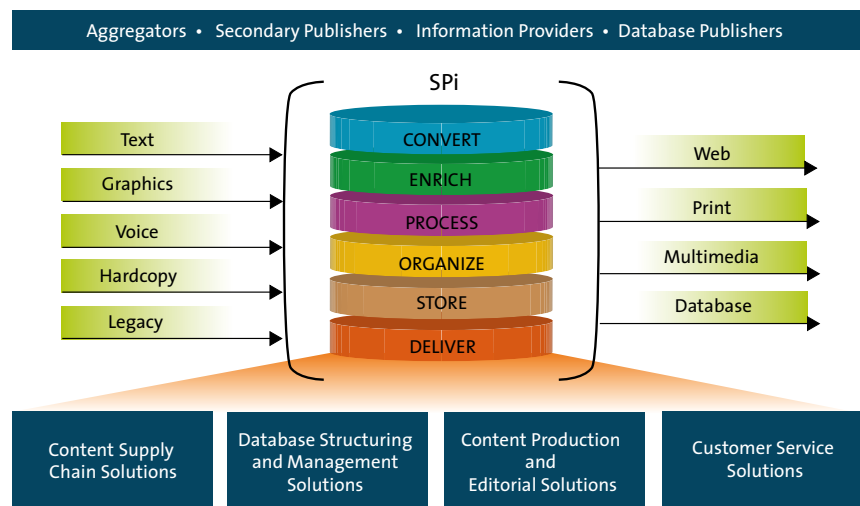 Aggregators • Secondary Publishers • Information Providers • Database Publishers
SPi
Text
Graphics
Voice
Hardcopy
Legacy
CONVERT
ENRICH
PROCESS
ORGANIZE
STORE
DELIVER
Web
Print
Multimedia
Database
Content Supply
Chain Solutions
Database Structuring
and Management
Solutions
Content Production
and
Editorial Solutions
Customer Service
Solutions